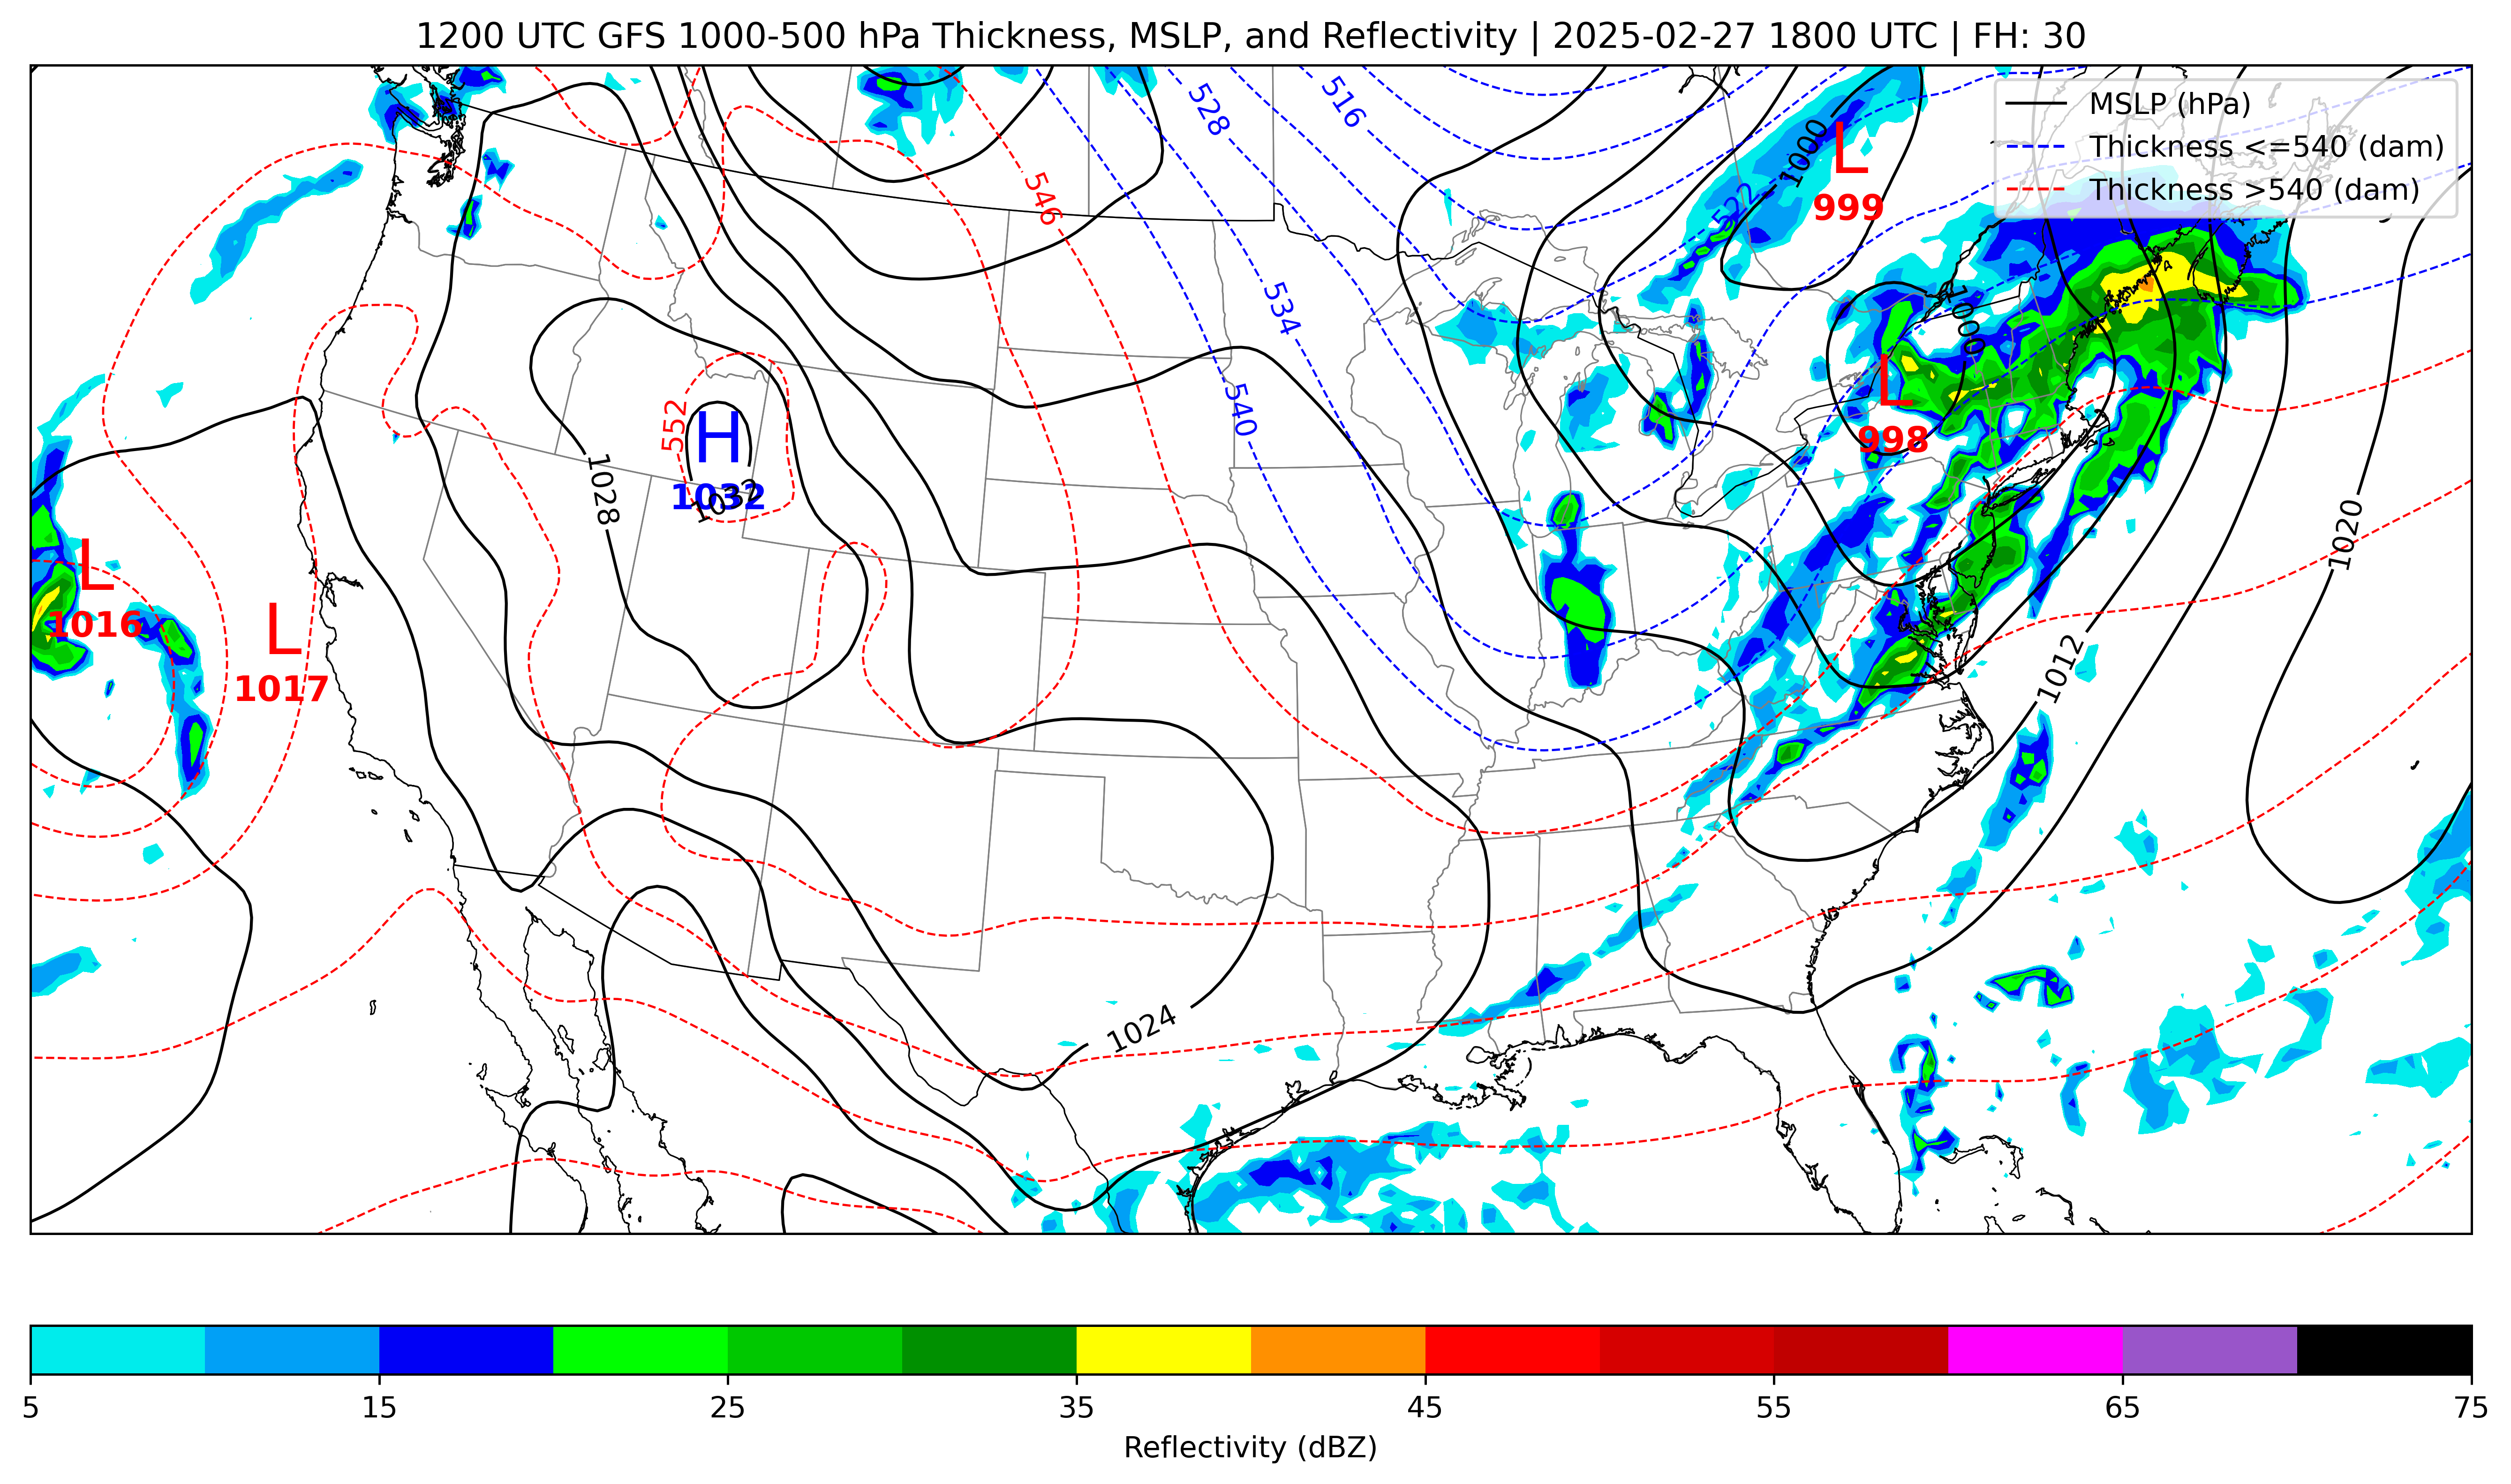 1200 UTC GFS 1000-500 hPa Thickness, MSLP, and Reflectivity | 2025-02-27 1800 UTC | FH: 30
MSLP (hPa)
Thickness <=540 (dam)
Thickness >540 (dam)
528
516
1000
L
999
522
546
534
1000
540
L
998
552
H
1032
1032
1028
1020
L
1016
L
1017
1012
1024
5 15 25 35 45 55 65 75
Reflectivity (dBZ)